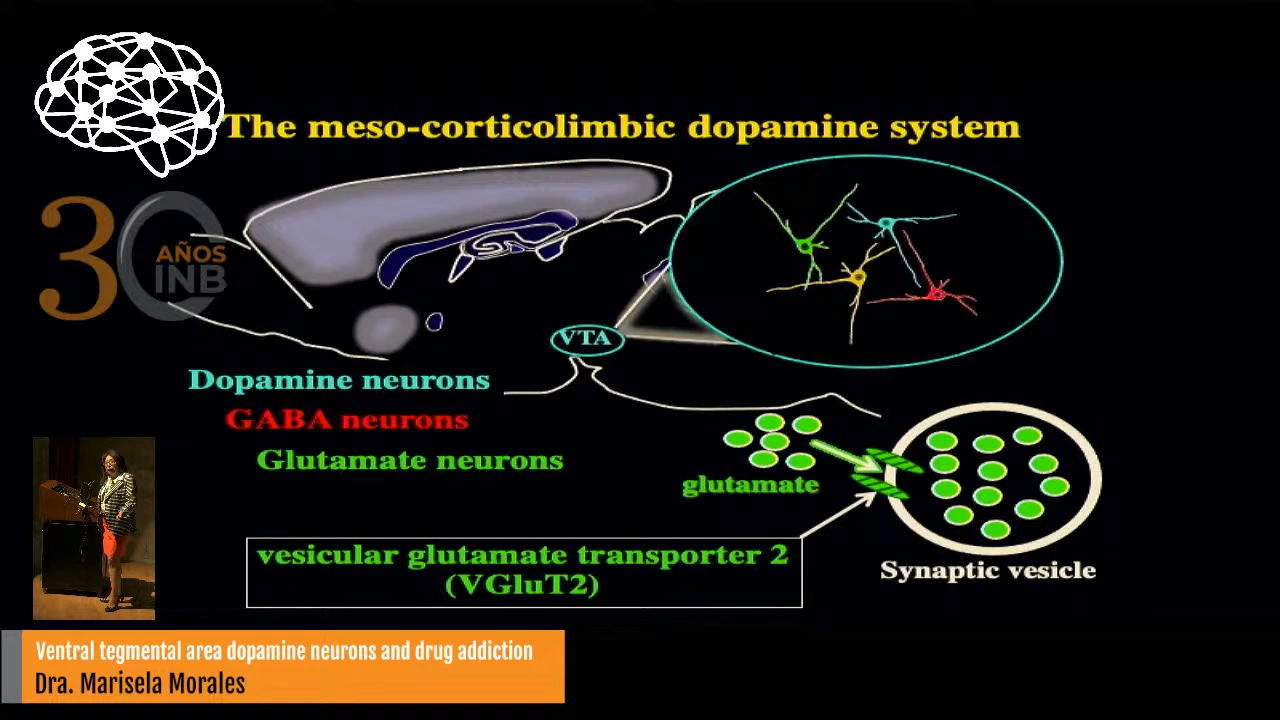 The meso-corticolimbic dopamine system
30
AÑOS
INB
VTA
Dopamine neurons
GABA neurons
Glutamate neurons
glutamate
vesicular glutamate transporter 2
(VGluT2)
Synaptic vesicle
Ventral tegmental area dopamine neurons and drug addiction
Dra. Marisela Morales